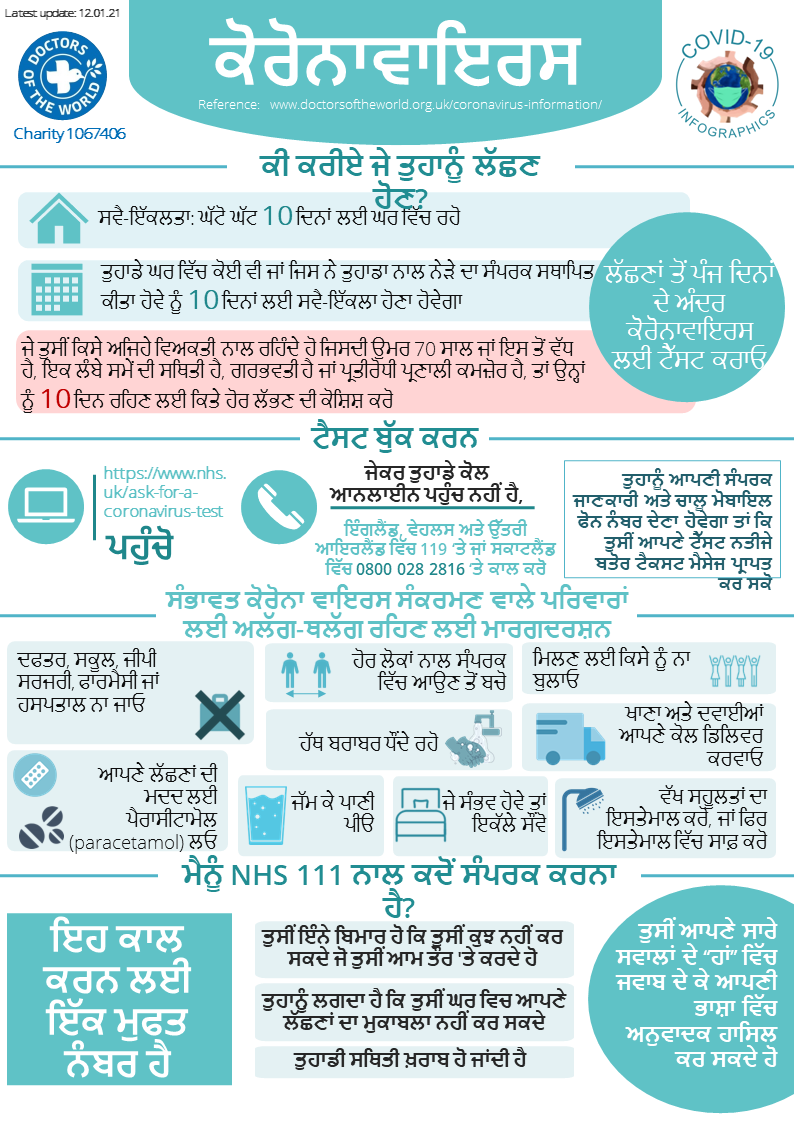 Latest update: 12.01.21
DOCTORS OF THE WORLD
Charity 1067406
ਕੋਰੋਨਾਵਾਇਰਸ
Reference: www.doctorsoftheworld.org.uk/coronavirus-information/
COVID-19
INFOGRAPHICS
ਕੀ ਕਰੀਏ ਜੇ ਤੁਹਾਨੂੰ ਲੱਛਣ
ਹੋਣ?
ਸਵੈ-ਇੱਕਲਤਾ: ਘੱਟੋ ਘੱਟ 10 ਦਿਨਾਂ ਲਈ ਘਰ ਵਿੱਚ ਰਹੋ
ਤੁਹਾਡੇ ਘਰ ਵਿੱਚ ਕੋਈ ਵੀ ਜਾਂ ਜਿਸ ਨੇ ਤੁਹਾਡਾ ਨਾਲ ਨੇੜੇ ਦਾ ਸੰਪਰਕ ਸਥਾਪਿਤ
ਕੀਤਾ ਹੋਵੇ ਨੂੰ 10 ਦਿਨਾਂ ਲਈ ਸਵੈ-ਇੱਕਲਾ ਹੋਣਾ ਹੋਵੇਗਾ
ਜੇ ਤੁਸੀਂ ਕਿਸੇ ਅਜਿਹੇ ਵਿਅਕਤੀ ਨਾਲ ਰਹਿੰਦੇ ਹੋ ਜਿਸਦੀ ਉਮਰ 70 ਸਾਲ ਜਾਂ ਇਸ ਤੋਂ ਵੱਧ
ਹੈ, ਇਕ ਲੰਬੇ ਸਮੇਂ ਦੀ ਸਥਿਤੀ ਹੈ, ਗਰਭਵਤੀ ਹੈ ਜਾਂ ਪ੍ਰਤੀਰੋਧੀ ਪ੍ਰਣਾਲੀ ਕਮਜ਼ੋਰ ਹੈ, ਤਾਂ ਉਨ੍ਹਾਂ
ਨੂੰ 10 ਦਿਨ ਰਹਿਣ ਲਈ ਕਿਤੇ ਹੋਰ ਲੱਭਣ ਦੀ ਕੋਸ਼ਿਸ਼ ਕਰੋ
ਲੱਛਣਾਂ ਤੋਂ ਪੰਜ ਦਿਨਾਂ
ਦੇ ਅੰਦਰ
ਕੋਰੋਨਾਵਾਇਰਸ
ਲਈ ਟੈੱਸਟ ਕਰਾਓ
ਟੈਸਟ ਬੁੱਕ ਕਰਨ
https://www.nhs.
uk/ask-for-a-
coronavirus-test
ਪਹੁੰਚੋ
ਜੇਕਰ ਤੁਹਾਡੇ ਕੋਲ
ਆਨਲਾਈਨ ਪਹੁੰਚ ਨਹੀਂ ਹੈ,
ਇੰਗਲੈਂਡ, ਵੇਹਲਸ ਅਤੇ ਉੱਤਰੀ
ਆਇਰਲੈਂਡ ਵਿੱਚ 119 ’ਤੇ ਜਾਂ ਸਕਾਟਲੈਂਡ
ਵਿੱਚ 0800 028 2816 ’ਤੇ ਕਾਲ ਕਰੋ
ਤੁਹਾਨੂੰ ਆਪਣੀ ਸੰਪਰਕ
ਜਾਣਕਾਰੀ ਅਤੇ ਚਾਲੂ ਮੋਬਾਇਲ
ਫੋਨ ਨੰਬਰ ਦੇਣਾ ਹੋਵੇਗਾ ਤਾਂ ਕਿ
ਤੁਸੀਂ ਆਪਣੇ ਟੈੱਸਟ ਨਤੀਜੇ
ਬਤੋਰ ਟੈਕਸਟ ਮੈਸੇਜ ਪ੍ਰਾਪਤ
ਕਰ ਸਕੋ
ਸੰਭਾਵਤ ਕੋਰੋਨਾ ਵਾਇਰਸ ਸੰਕਰਮਣ ਵਾਲੇ ਪਰਿਵਾਰਾਂ
ਲਈ ਅਲੱਗ-ਥਲੱਗ ਰਹਿਣ ਲਈ ਮਾਰਗਦਰਸ਼ਨ
ਦਫਤਰ, ਸਕੂਲ, ਜੀਪੀ
ਸਰਜਰੀ, ਫਾਰਮੈਸੀ ਜਾਂ
ਹਸਪਤਾਲ ਨਾ ਜਾਓ
ਹੋਰ ਲੋਕਾਂ ਨਾਲ ਸੰਪਰਕ
ਵਿੱਚ ਆਉਣ ਤੋਂ ਬਚੋ
ਮਿਲਣ ਲਈ ਕਿਸੇ ਨੂੰ ਨਾ
ਬੁਲਾਓ
ਹੱਥ ਬਰਾਬਰ ਧੌਂਦੇ ਰਹੋ
ਖਾਣਾ ਅਤੇ ਦਵਾਈਆਂ
ਆਪਣੇ ਕੋਲ ਡਿਲਿਵਰ
ਕਰਵਾਓ
ਆਪਣੇ ਲੱਛਣਾਂ ਦੀ
ਮਦਦ ਲਈ
ਪੈਰਾਸੀਟਾਮੋਲ
(paracetamol) ਲਓ
ਜੱਮ ਕੇ ਪਾਣੀ
ਪੀਓ
ਜੇ ਸੰਭਵ ਹੋਵੇ ਤਾਂ
ਇਕੱਲੇ ਸੌਂਵੋ
ਵੱਖ ਸਹੂਲਤਾਂ ਦਾ
ਇਸਤੇਮਾਲ ਕਰੋ, ਜਾਂ ਫਿਰ
ਇਸਤੇਮਾਲ ਵਿੱਚ ਸਾਫ਼ ਕਰੋ
ਮੈਨੂੰ NHS 111 ਨਾਲ ਕਦੋਂ ਸੰਪਰਕ ਕਰਨਾ
ਹੈ?
ਇਹ ਕਾਲ
ਕਰਨ ਲਈ
ਇੱਕ ਮੁਫਤ
ਨੰਬਰ ਹੈ
ਤੁਸੀਂ ਇੰਨੇ ਬਿਮਾਰ ਹੋ ਕਿ ਤੁਸੀਂ ਕੁਝ ਨਹੀਂ ਕਰ
ਸਕਦੇ ਜੋ ਤੁਸੀਂ ਆਮ ਤੌਰ 'ਤੇ ਕਰਦੇ ਹੋ
ਤੁਹਾਨੂੰ ਲਗਦਾ ਹੈ ਕਿ ਤੁਸੀਂ ਘਰ ਵਿਚ ਆਪਣੇ
ਲੱਛਣਾਂ ਦਾ ਮੁਕਾਬਲਾ ਨਹੀਂ ਕਰ ਸਕਦੇ
ਤੁਹਾਡੀ ਸਥਿਤੀ ਖ਼ਰਾਬ ਹੋ ਜਾਂਦੀ ਹੈ
ਤੁਸੀਂ ਆਪਣੇ ਸਾਰੇ
ਸਵਾਲਾਂ ਦੇ “ਹਾਂ” ਵਿੱਚ
ਜਵਾਬ ਦੇ ਕੇ ਆਪਣੀ
ਭਾਸ਼ਾ ਵਿੱਚ
ਅਨੁਵਾਦਕ ਹਾਸਿਲ
ਕਰ ਸਕਦੇ ਹੋ